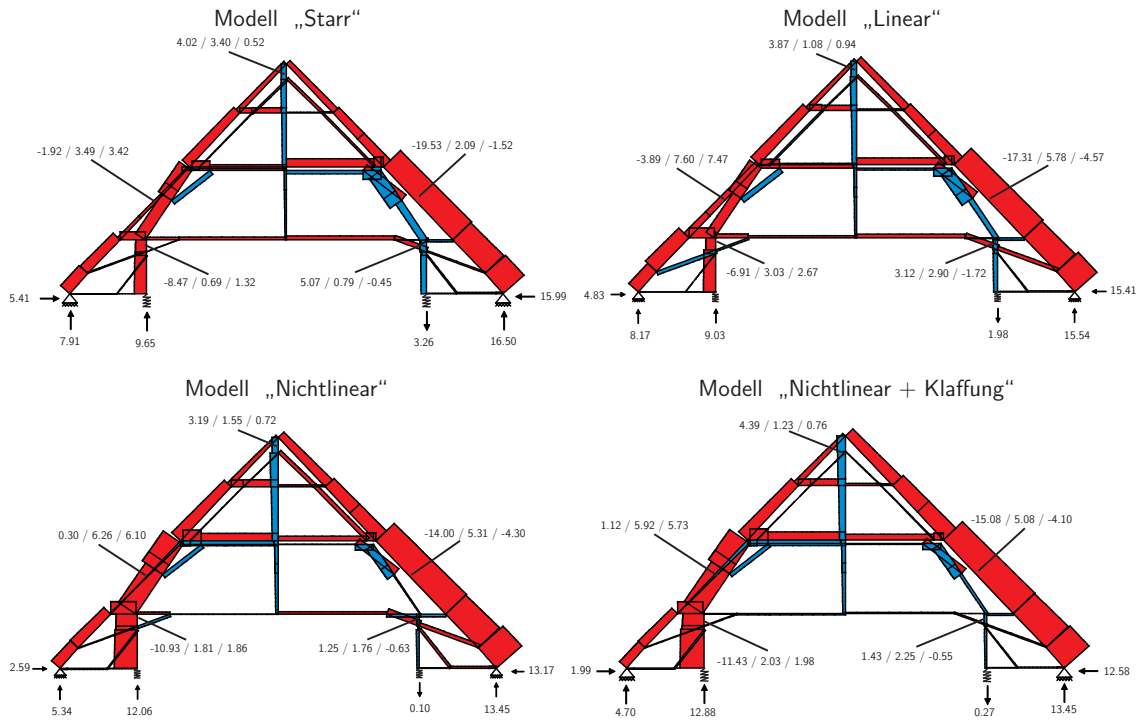 Modell „Starr“
4.02 / 3.40 / 0.52
-1.92 / 3.49 / 3.42
-19.53 / 2.09 / -1.52
-8.47 / 0.69 / 1.32
5.07 / 0.79 / -0.45
5.41
15.99
7.91
9.65
3.26
16.50
Modell „Linear“
3.87 / 1.08 / 0.94
-3.89 / 7.60 / 7.47
-17.31 / 5.78 / -4.57
-6.91 / 3.03 / 2.67
3.12 / 2.90 / -1.72
4.83
15.41
8.17
9.03
1.98
15.54
Modell „Nichtlinear“
3.19 / 1.55 / 0.72
0.30 / 6.26 / 6.10
-14.00 / 5.31 / -4.30
-10.93 / 1.81 / 1.86
1.25 / 1.76 / -0.63
2.59
13.17
5.34
12.06
0.10
13.45
Modell „Nichtlinear + Klaffung“
4.39 / 1.23 / 0.76
1.12 / 5.92 / 5.73
-15.08 / 5.08 / -4.10
-11.43 / 2.03 / 1.98
1.43 / 2.25 / -0.55
1.99
12.58
4.70
12.88
0.27
13.45